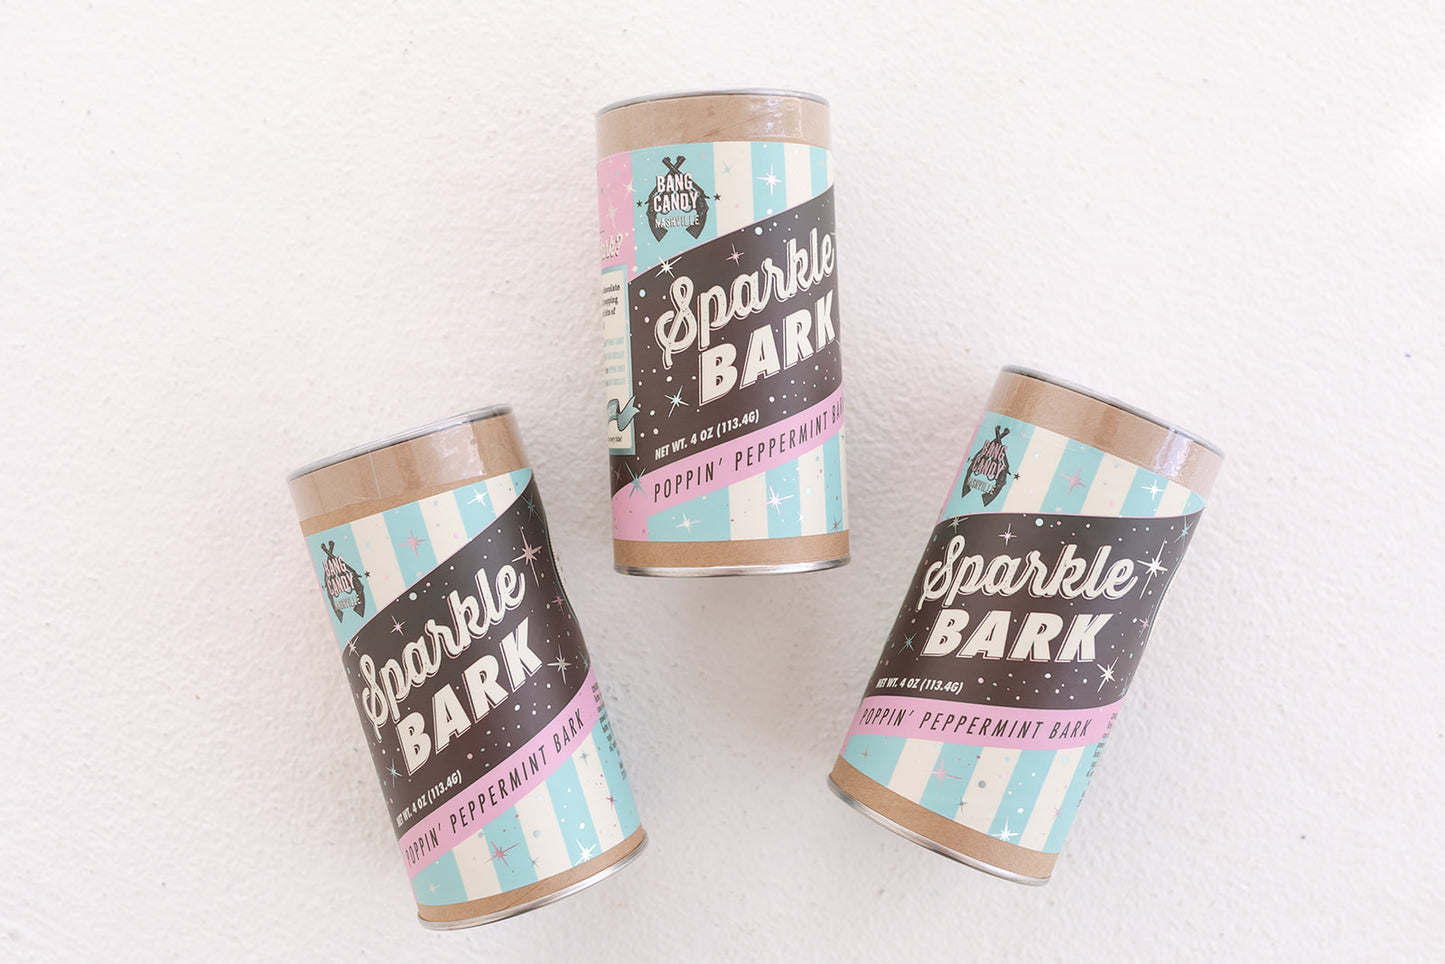 BANG
CANDY
NASHVILLE
Sparkle
BARK
NET WT. 4 OZ (113.4G)
POPPIN' PEPPERMINT BARK
BANG
CANDY
NASHVILLE
Sparkle
BARK
NET WT. 4 OZ (113.4G)
POPPIN' PEPPERMINT BARK
BANG
CANDY
NASHVILLE
Sparkle
BARK
NET WT. 4 OZ (113.4G)
POPPIN' PEPPERMINT BARK